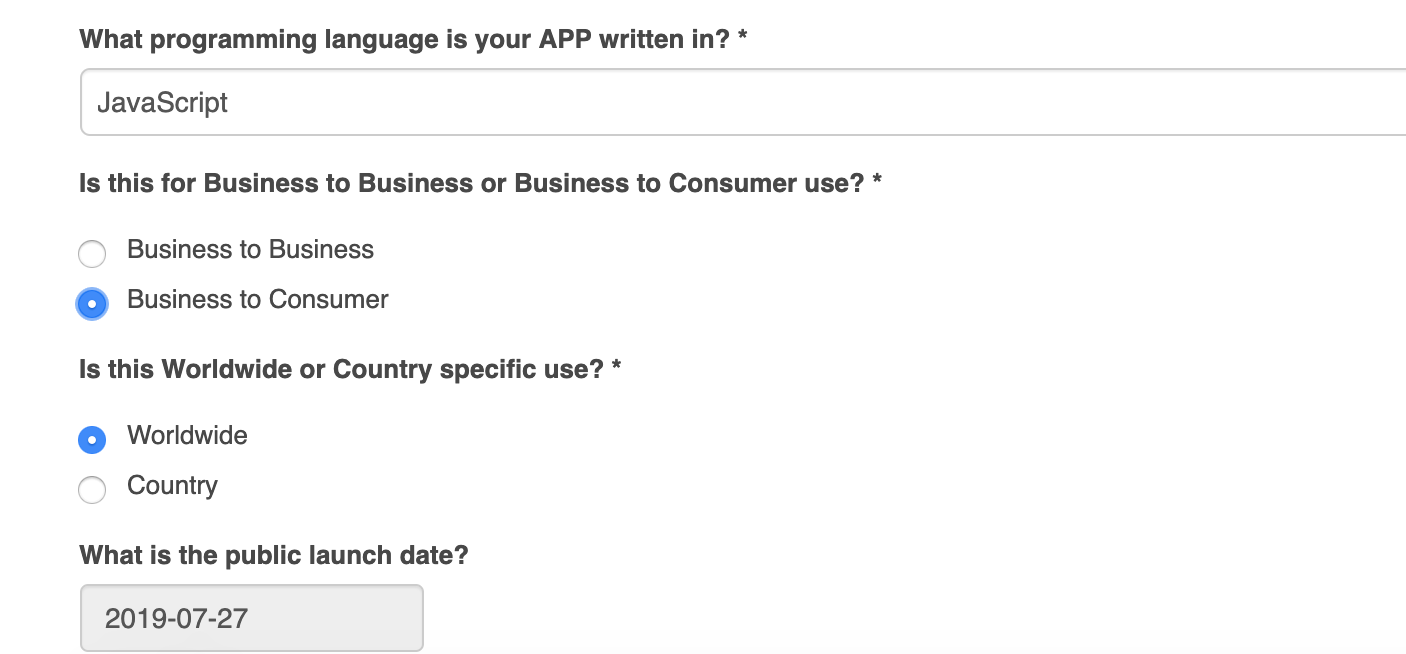 What programming language is your APP written in? *
JavaScript
Is this for Business to Business or Business to Consumer use? *
Business to Business
Business to Consumer
Is this Worldwide or Country specific use? *
Worldwide
Country
What is the public launch date?
2019-07-27